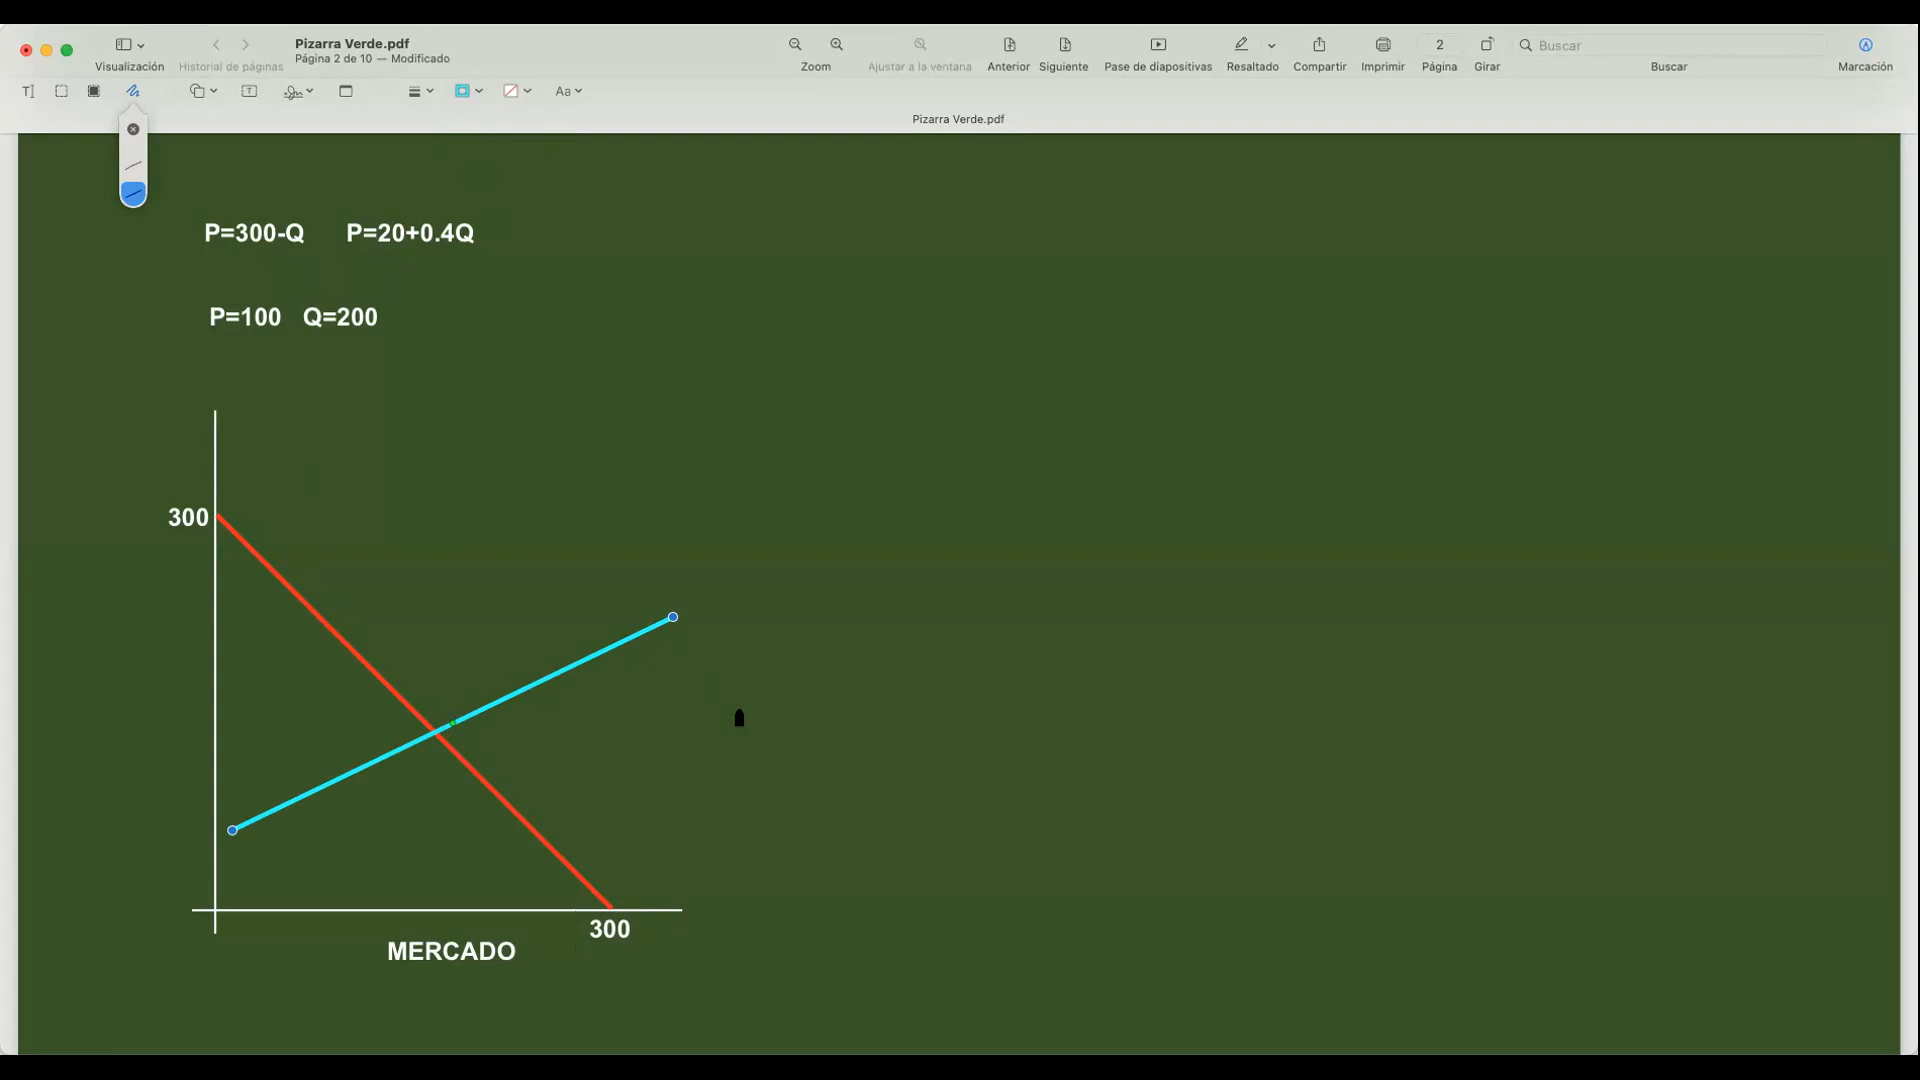 Pizarra Verde.pdf
Página 2 de 10 — Modificado
Visualización
Historial de páginas
Zoom
Ajustar a la ventana
Anterior
Siguiente
Pase de diapositivas
Resaltado
Compartir
Imprimir
2
Página
Girar
Buscar
Buscar
Marcación
Aa
Pizarra Verde.pdf
P=300-Q P=20+0.4Q
P=100 Q=200
300
300
MERCADO